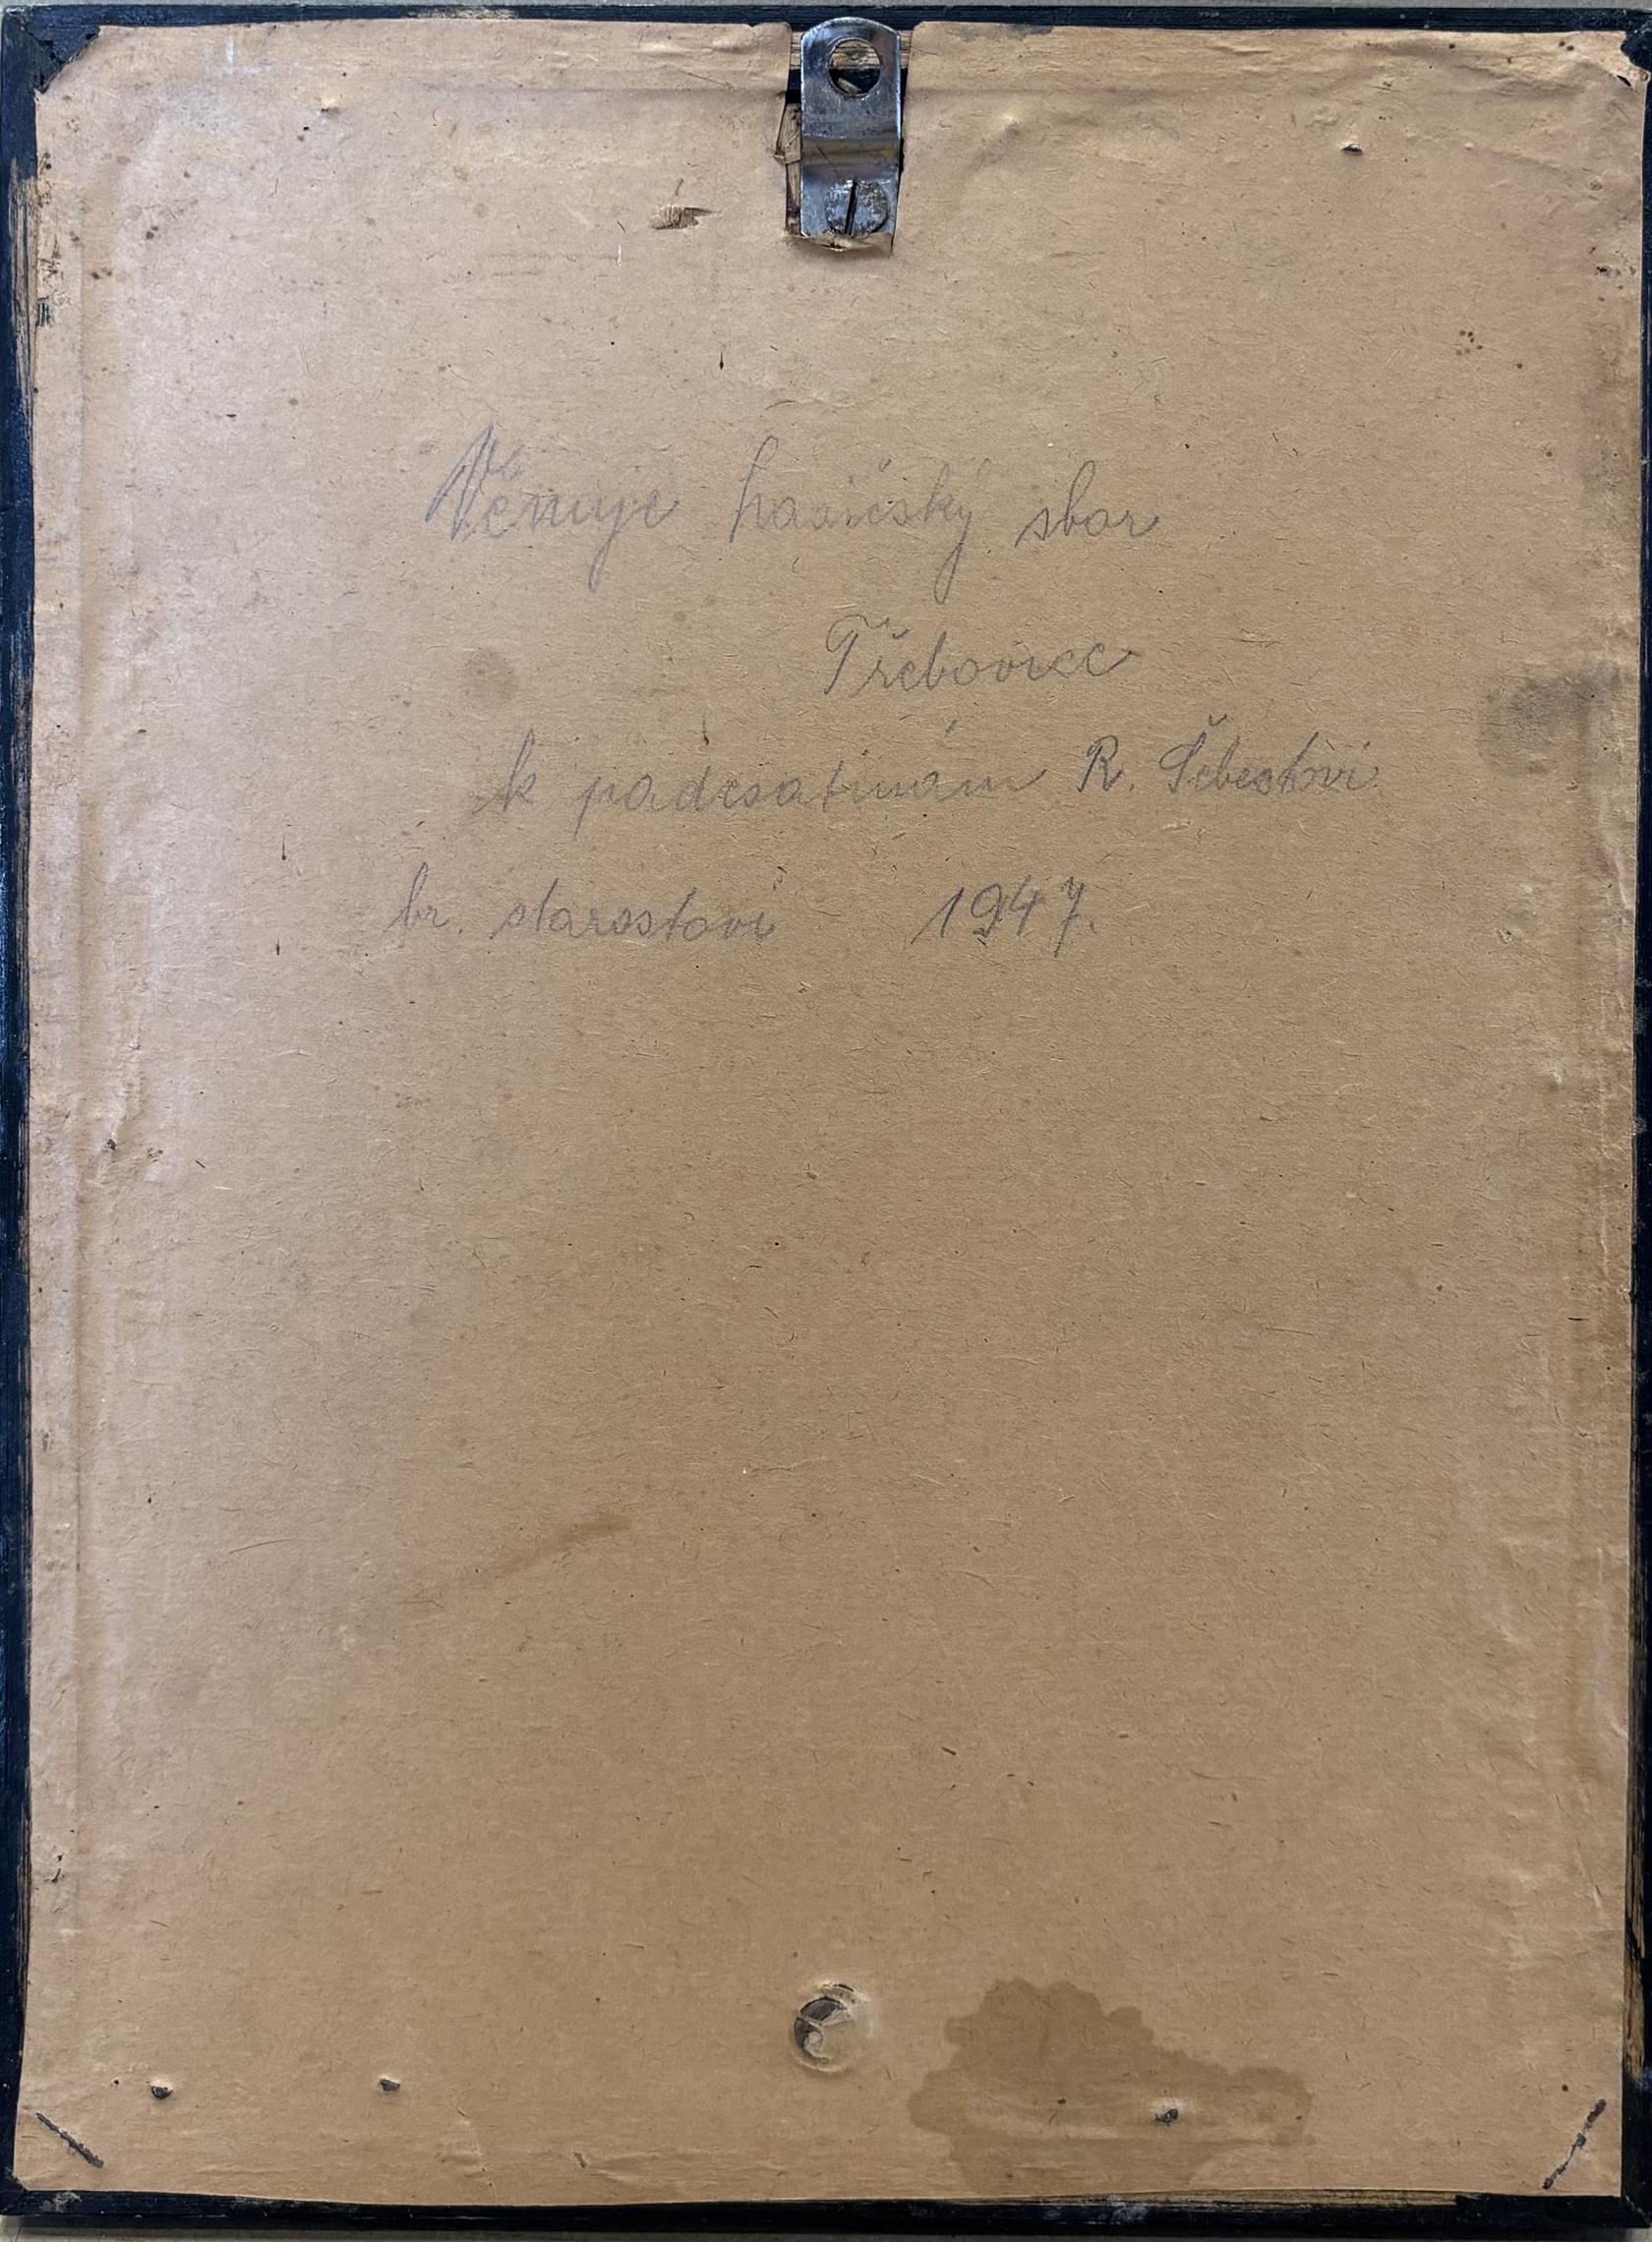 Věnuje hasičský sbor
Třebovice
k padesátinám R. Šebestovi
br. starostovi 1947.